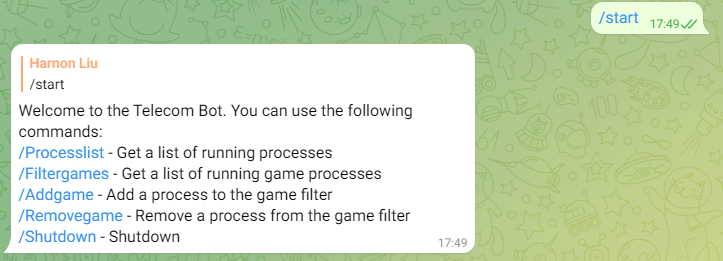 /start
17:49
Harnon Liu
/start
Welcome to the Telecom Bot. You can use the following
commands:
/Processlist - Get a list of running processes
/Filtergames - Get a list of running game processes
/Addgame - Add a process to the game filter
/Removegame - Remove a process from the game filter
/Shutdown - Shutdown
17:49